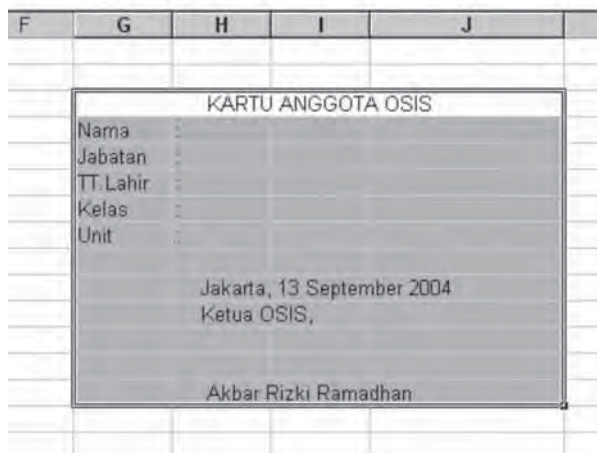 F G H I J
KARTU ANGGOTA OSIS
Nama :
Jabatan :
TT.Lahir :
Kelas :
Unit :
Jakarta, 13 September 2004
Ketua OSIS,
Akbar Rizki Ramadhan